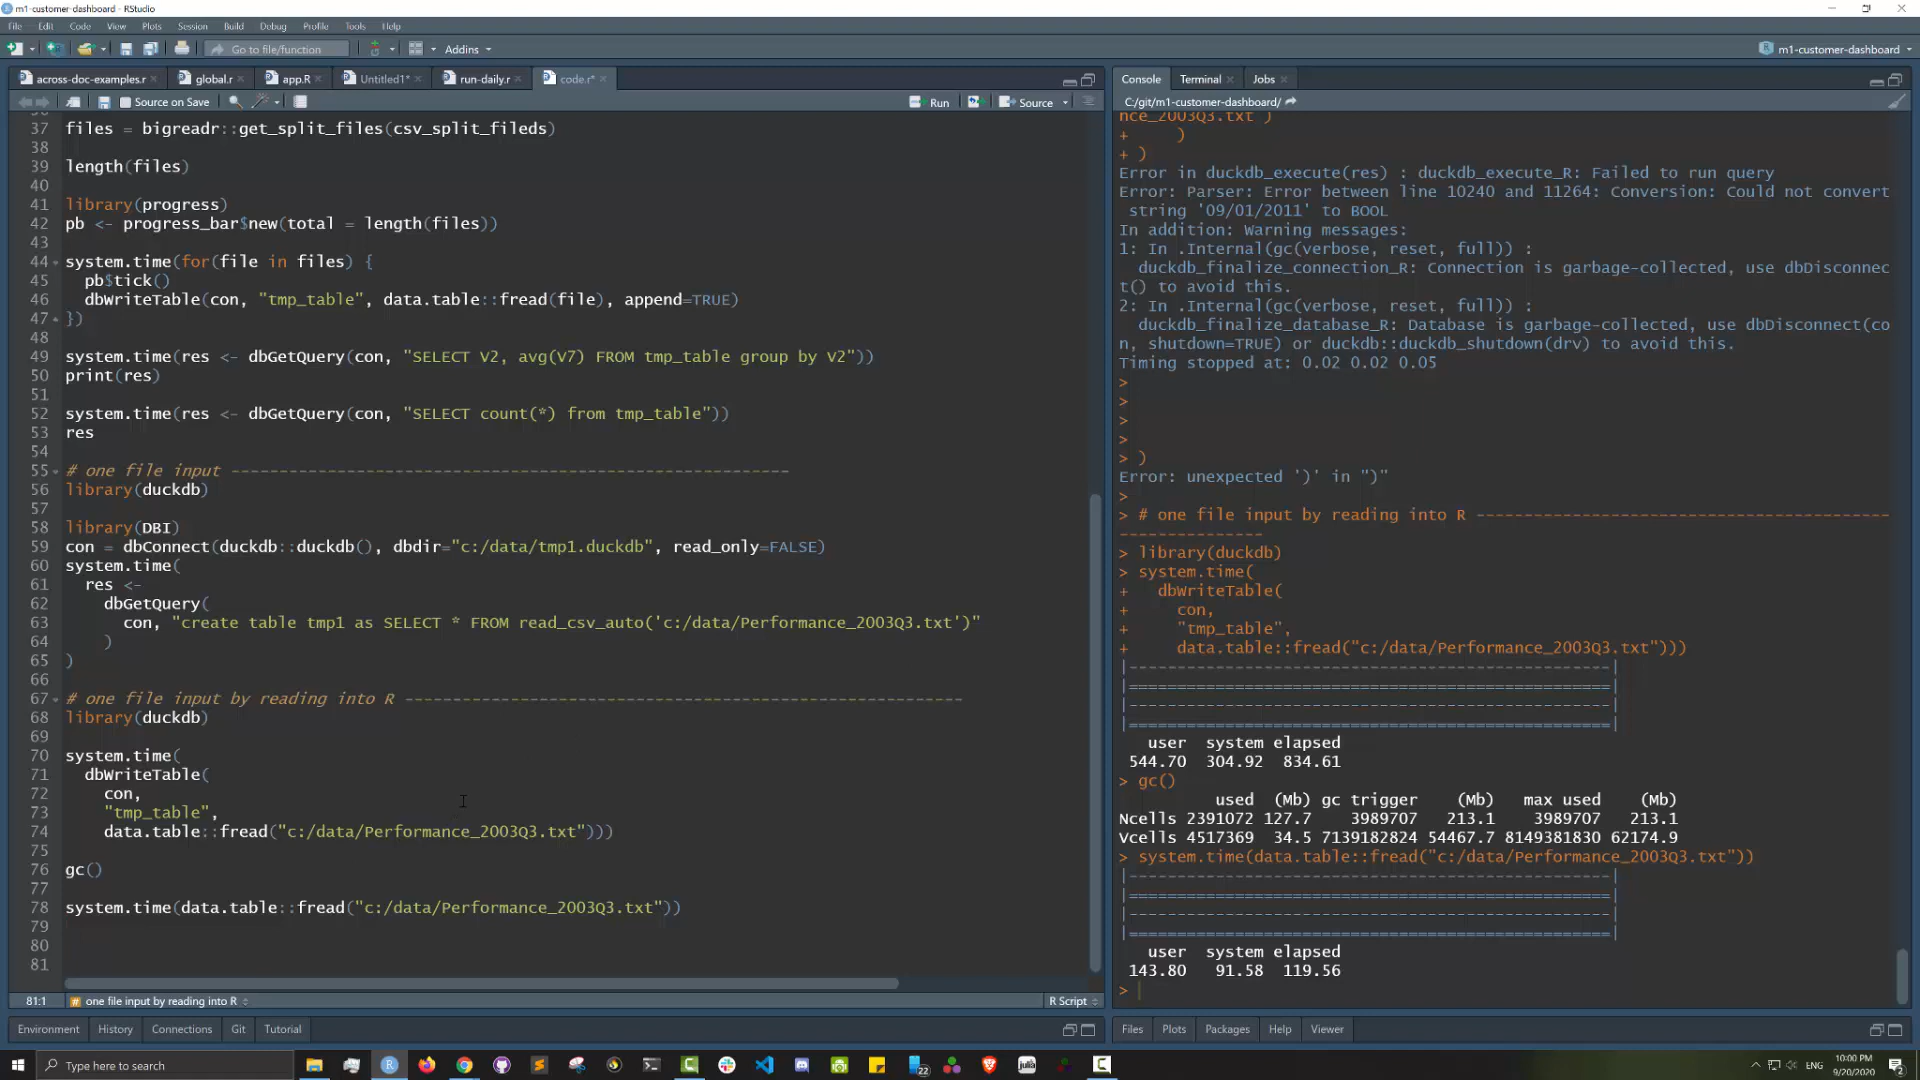 m1-customer-dashboard - RStudio
File Edit Code View Plots Session Build Debug Profile Tools Help
Go to file/function Addins m1-customer-dashboard
across-doc-examples.r global.r app.R Untitled1* run-daily.r code.r*
Source on Save Run Source
37 files = bigreadr::get_split_files(csv_split_fileds)
38
39 length(files)
40
41 library(progress)
42 pb <- progress_bar$new(total = length(files))
43
44 system.time(for(file in files) {
45 pb$tick()
46 dbWriteTable(con, "tmp_table", data.table::fread(file), append=TRUE)
47 })
48
49 system.time(res <- dbGetQuery(con, "SELECT V2, avg(V7) FROM tmp_table group by V2"))
50 print(res)
51
52 system.time(res <- dbGetQuery(con, "SELECT count(*) from tmp_table"))
53 res
54
55 # one file input ----------------------------------------------------------
56 library(duckdb)
57
58 library(DBI)
59 con = dbConnect(duckdb::duckdb(), dbdir="c:/data/tmp1.duckdb", read_only=FALSE)
60 system.time(
61 res <-
62 dbGetQuery(
63 con, "create table tmp1 as SELECT * FROM read_csv_auto('c:/data/Performance_2003Q3.txt')"
64 )
65 )
66
67 # one file input by reading into R ----------------------------------------------------------
68 library(duckdb)
69
70 system.time(
71 dbWriteTable(
72 con,
73 "tmp_table",
74 data.table::fread("c:/data/Performance_2003Q3.txt")))
75
76 gc()
77
78 system.time(data.table::fread("c:/data/Performance_2003Q3.txt"))
79
80
81
81:1 # one file input by reading into R R Script
Environment History Connections Git Tutorial
Console Terminal Jobs
C:/git/m1-customer-dashboard/
nce_2003Q3.txt')
+ )
+ )
Error in duckdb_execute(res) : duckdb_execute_R: Failed to run query
Error: Parser: Error between line 10240 and 11264: Conversion: Could not convert
string '09/01/2011' to BOOL
In addition: Warning messages:
1: In .Internal(gc(verbose, reset, full)) :
duckdb_finalize_connection_R: Connection is garbage-collected, use dbDisconnec
t() to avoid this.
2: In .Internal(gc(verbose, reset, full)) :
duckdb_finalize_database_R: Database is garbage-collected, use dbDisconnect(co
n, shutdown=TRUE) or duckdb::duckdb_shutdown(drv) to avoid this.
Timing stopped at: 0.02 0.02 0.05
>
>
>
>
> )
Error: unexpected ')' in ")"
>
> # one file input by reading into R -------------------------------------------
---------------
> library(duckdb)
> system.time(
+ dbWriteTable(
+ con,
+ "tmp_table",
+ data.table::fread("c:/data/Performance_2003Q3.txt")))
|--------------------------------------------------|
|==================================================|
|--------------------------------------------------|
|==================================================|
user system elapsed
544.70 304.92 834.61
> gc()
used (Mb) gc trigger (Mb) max used (Mb)
Ncells 2391072 127.7 3989707 213.1 3989707 213.1
Vcells 4517369 34.5 7139182824 54467.7 8149381830 62174.9
> system.time(data.table::fread("c:/data/Performance_2003Q3.txt"))
|--------------------------------------------------|
|==================================================|
|--------------------------------------------------|
|==================================================|
user system elapsed
143.80 91.58 119.56
>
Files Plots Packages Help Viewer
Type here to search
22
ENG
10:00 PM
9/20/2020
2